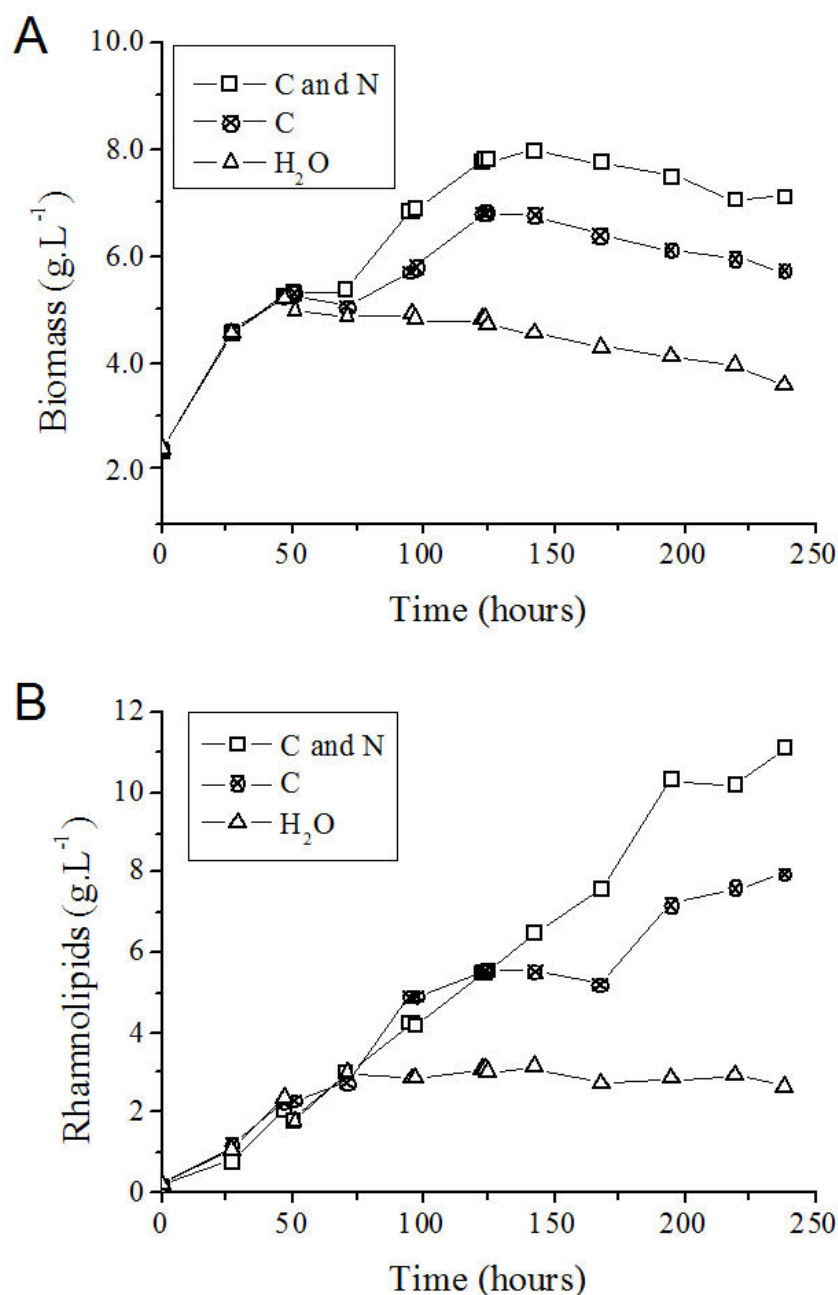 A
10.0
8.0
6.0
4.0
2.0
Biomass (g.L⁻¹)
C and N
C
H₂O
0 50 100 150 200 250
Time (hours)
B
12
10
8
6
4
2
0
Rhamnolipids (g.L⁻¹)
C and N
C
H₂O
0 50 100 150 200 250
Time (hours)